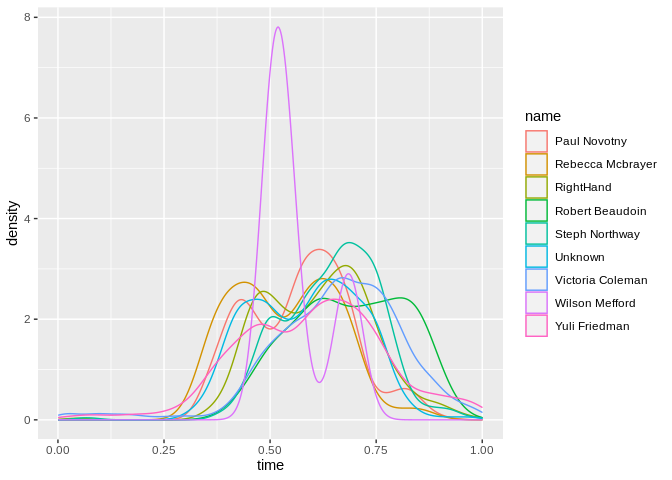 8
6
4
2
0
density
0.00 0.25 0.50 0.75 1.00
time
name
Paul Novotny
Rebecca Mcbrayer
RightHand
Robert Beaudoin
Steph Northway
Unknown
Victoria Coleman
Wilson Mefford
Yuli Friedman